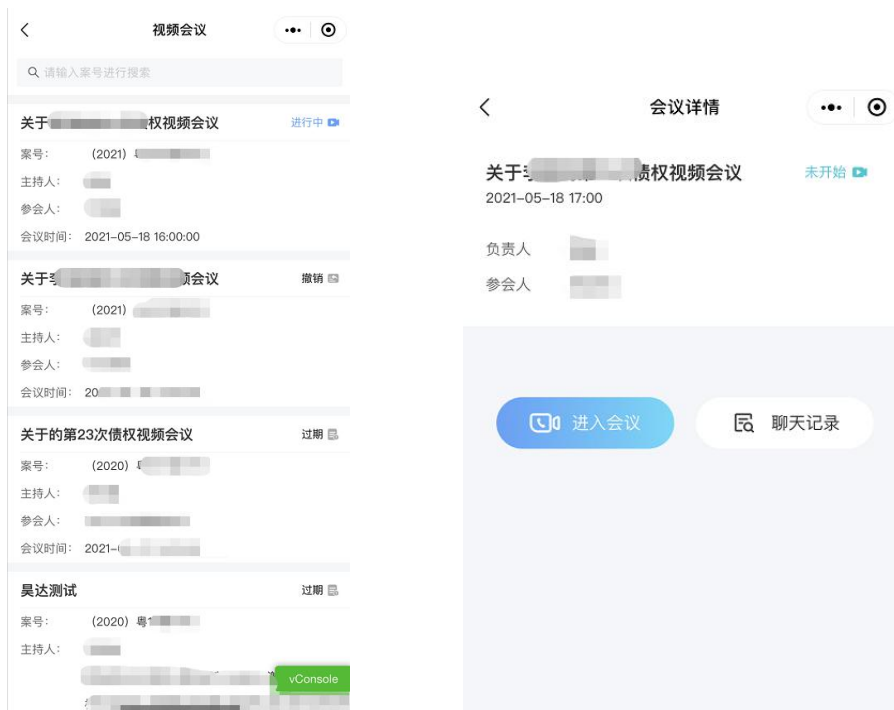 视频会议
请输入案号进行搜索
关于 权视频会议 进行中
案号： （2021）
主持人：
参会人：
会议时间： 2021-05-18 16:00:00
关于李 会议 撤销
案号： （2021）
主持人：
参会人：
会议时间： 20
关于的第23次债权视频会议 过期
案号： （2020）
主持人：
参会人：
会议时间： 2021-
昊达测试 过期
案号： （2020）粤
主持人：
vConsole
会议详情
关于李 债权视频会议 未开始
2021-05-18 17:00
负责人
参会人
进入会议 聊天记录